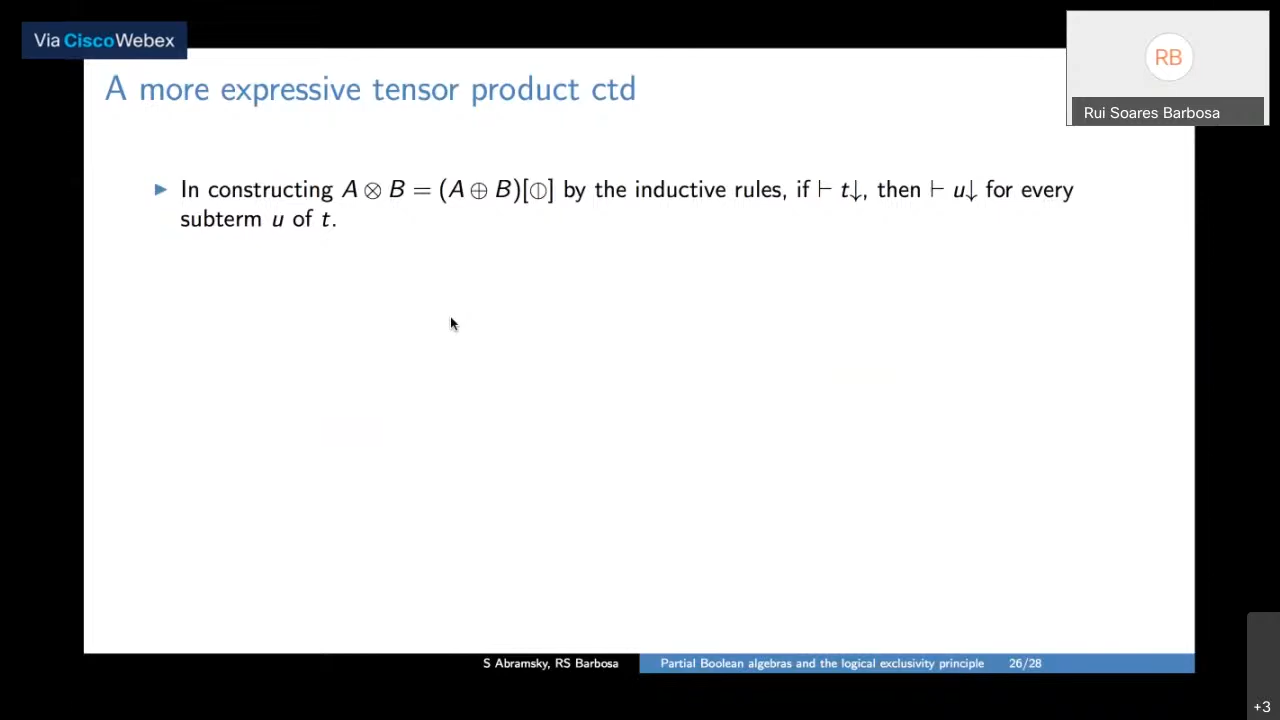 Via CiscoWebex
RB
Rui Soares Barbosa
A more expressive tensor product ctd
In constructing A ⊗ B = (A ⊕ B)[⦶] by the inductive rules, if ⊢ t↓, then ⊢ u↓ for every
subterm u of t.
S Abramsky, RS Barbosa
Partial Boolean algebras and the logical exclusivity principle
26/28
+3